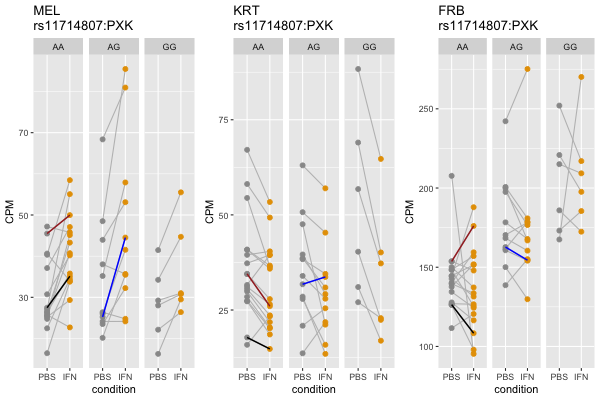 MEL
rs11714807:PXK
AA
AG
GG
CPM
70
50
30
PBS IFN
PBS IFN
PBS IFN
condition
KRT
rs11714807:PXK
AA
AG
GG
CPM
75
50
25
PBS IFN
PBS IFN
PBS IFN
condition
FRB
rs11714807:PXK
AA
AG
GG
CPM
250
200
150
100
PBS IFN
PBS IFN
PBS IFN
condition